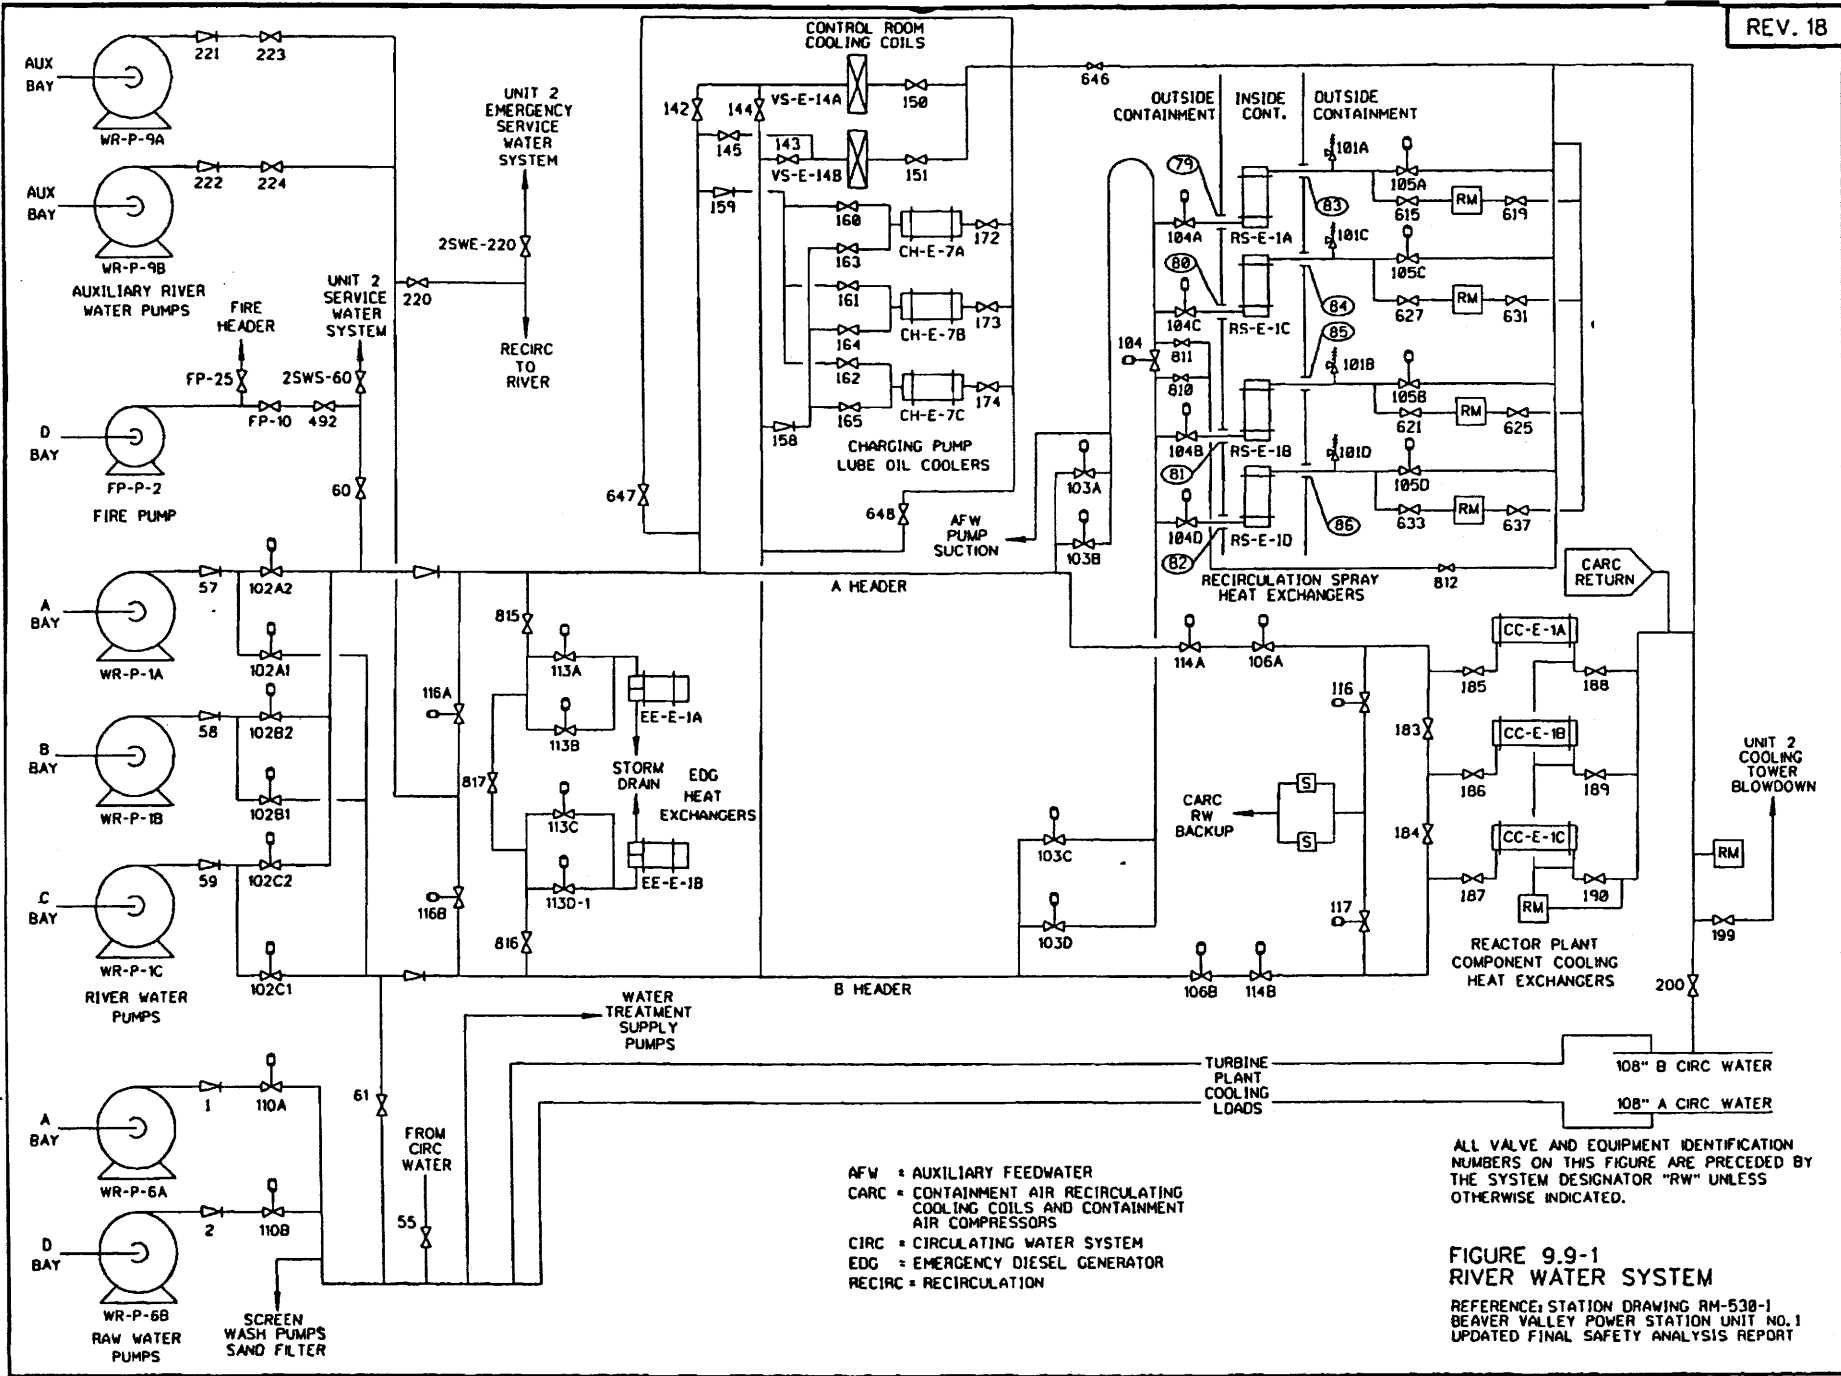 REV. 18
AUX
BAY
WR-P-9A
221
223
AUX
BAY
WR-P-9B
222
224
AUXILIARY RIVER
WATER PUMPS
UNIT 2
EMERGENCY
SERVICE
WATER
SYSTEM
2SWE-220
220
RECIRC
TO
RIVER
FIRE
HEADER
UNIT 2
SERVICE
WATER
SYSTEM
FP-25
2SWS-60
FP-10
492
D
BAY
FP-P-2
FIRE PUMP
60
CONTROL ROOM
COOLING COILS
142
144
VS-E-14A
150
145
143
VS-E-14B
151
159
160
163
CH-E-7A
172
161
164
CH-E-7B
173
162
165
CH-E-7C
174
158
CHARGING PUMP
LUBE OIL COOLERS
647
648
646
OUTSIDE
CONTAINMENT
INSIDE
CONT.
OUTSIDE
CONTAINMENT
79
104A
RS-E-1A
83
101A
105A
615
RM
619
80
104C
RS-E-1C
84
101C
105C
627
RM
631
104
811
810
85
101B
105B
621
RM
625
104B
RS-E-1B
81
101D
105D
633
RM
637
104D
RS-E-1D
82
86
812
RECIRCULATION SPRAY
HEAT EXCHANGERS
103A
103B
AFW
PUMP
SUCTION
CARC
RETURN
A
BAY
WR-P-1A
57
102A2
102A1
B
BAY
WR-P-1B
58
102B2
102B1
C
BAY
WR-P-1C
59
102C2
102C1
RIVER WATER
PUMPS
A HEADER
116A
116B
815
113A
113B
EE-E-1A
817
STORM
DRAIN
EDG
HEAT
EXCHANGERS
113C
113D-1
EE-E-1B
816
B HEADER
103C
103D
114A
106A
116
117
106B
114B
CARC
RW
BACKUP
S
S
183
184
185
CC-E-1A
188
186
CC-E-1B
189
187
CC-E-1C
190
RM
REACTOR PLANT
COMPONENT COOLING
HEAT EXCHANGERS
RM
UNIT 2
COOLING
TOWER
BLOWDOWN
199
200
WATER
TREATMENT
SUPPLY
PUMPS
A
BAY
WR-P-6A
1
110A
D
BAY
WR-P-6B
2
110B
RAW WATER
PUMPS
SCREEN
WASH PUMPS
SAND FILTER
61
FROM
CIRC
WATER
55
TURBINE
PLANT
COOLING
LOADS
108" B CIRC WATER
108" A CIRC WATER
AFW = AUXILIARY FEEDWATER
CARC = CONTAINMENT AIR RECIRCULATING
COOLING COILS AND CONTAINMENT
AIR COMPRESSORS
CIRC = CIRCULATING WATER SYSTEM
EDG = EMERGENCY DIESEL GENERATOR
RECIRC = RECIRCULATION
ALL VALVE AND EQUIPMENT IDENTIFICATION
NUMBERS ON THIS FIGURE ARE PRECEDED BY
THE SYSTEM DESIGNATOR "RW" UNLESS
OTHERWISE INDICATED.
FIGURE 9.9-1
RIVER WATER SYSTEM
REFERENCE: STATION DRAWING RM-530-1
BEAVER VALLEY POWER STATION UNIT NO. 1
UPDATED FINAL SAFETY ANALYSIS REPORT